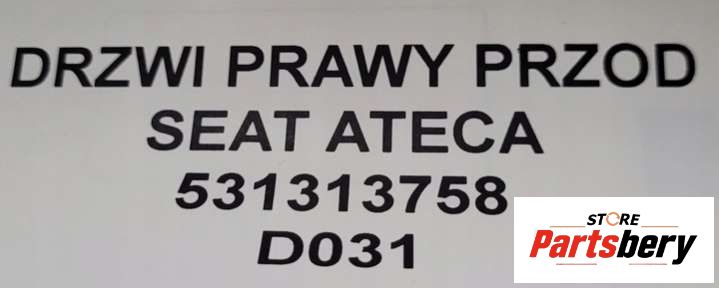 DRZWI PRAWY PRZOD
SEAT ATECA
531313758
D031
STORE
Partsbery